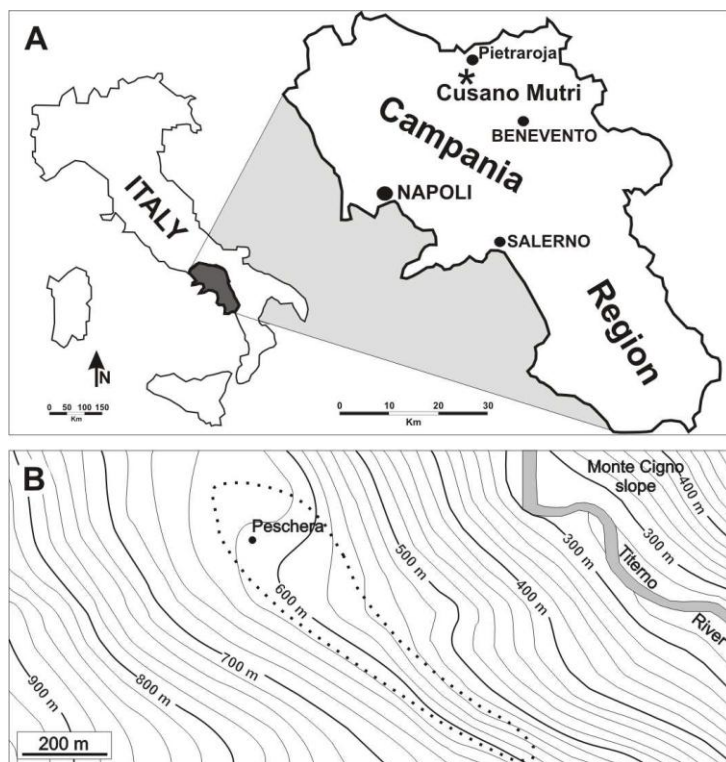 A
Pietraroja
*
Cusano Mutri
BENEVENTO
Campania
ITALY
NAPOLI
SALERNO
Region
N
0 50 100 150
Km
0 10 20 30
Km
B
Monte Cigno
slope
400 m
300 m
Peschera
500 m
300 m
Titerno
400 m
600 m
River
700 m
800 m
900 m
200 m